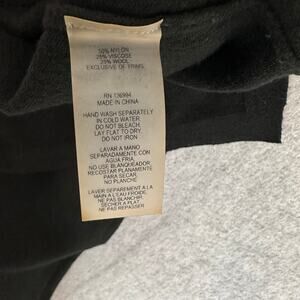 50% NYLON
25% VISCOSE
25% WOOL
EXCLUSIVE OF TRIMS
RN 136994
MADE IN CHINA
HAND WASH SEPARATELY
IN COLD WATER
DO NOT BLEACH,
LAY FLAT TO DRY,
DO NOT IRON
LAVAR A MANO
SEPARADAMENTE CON
AGUA FRIA,
NO USE BLANQUEADOR,
RECOSTAR PLANAMENTE
PARA SECAR,
NO PLANCHE
LAVER SEPAREMENT A LA
MAIN A L'EAU FROIDE,
NE PAS BLANCHIR,
SECHER A PLAT
NE PAS REPASSER